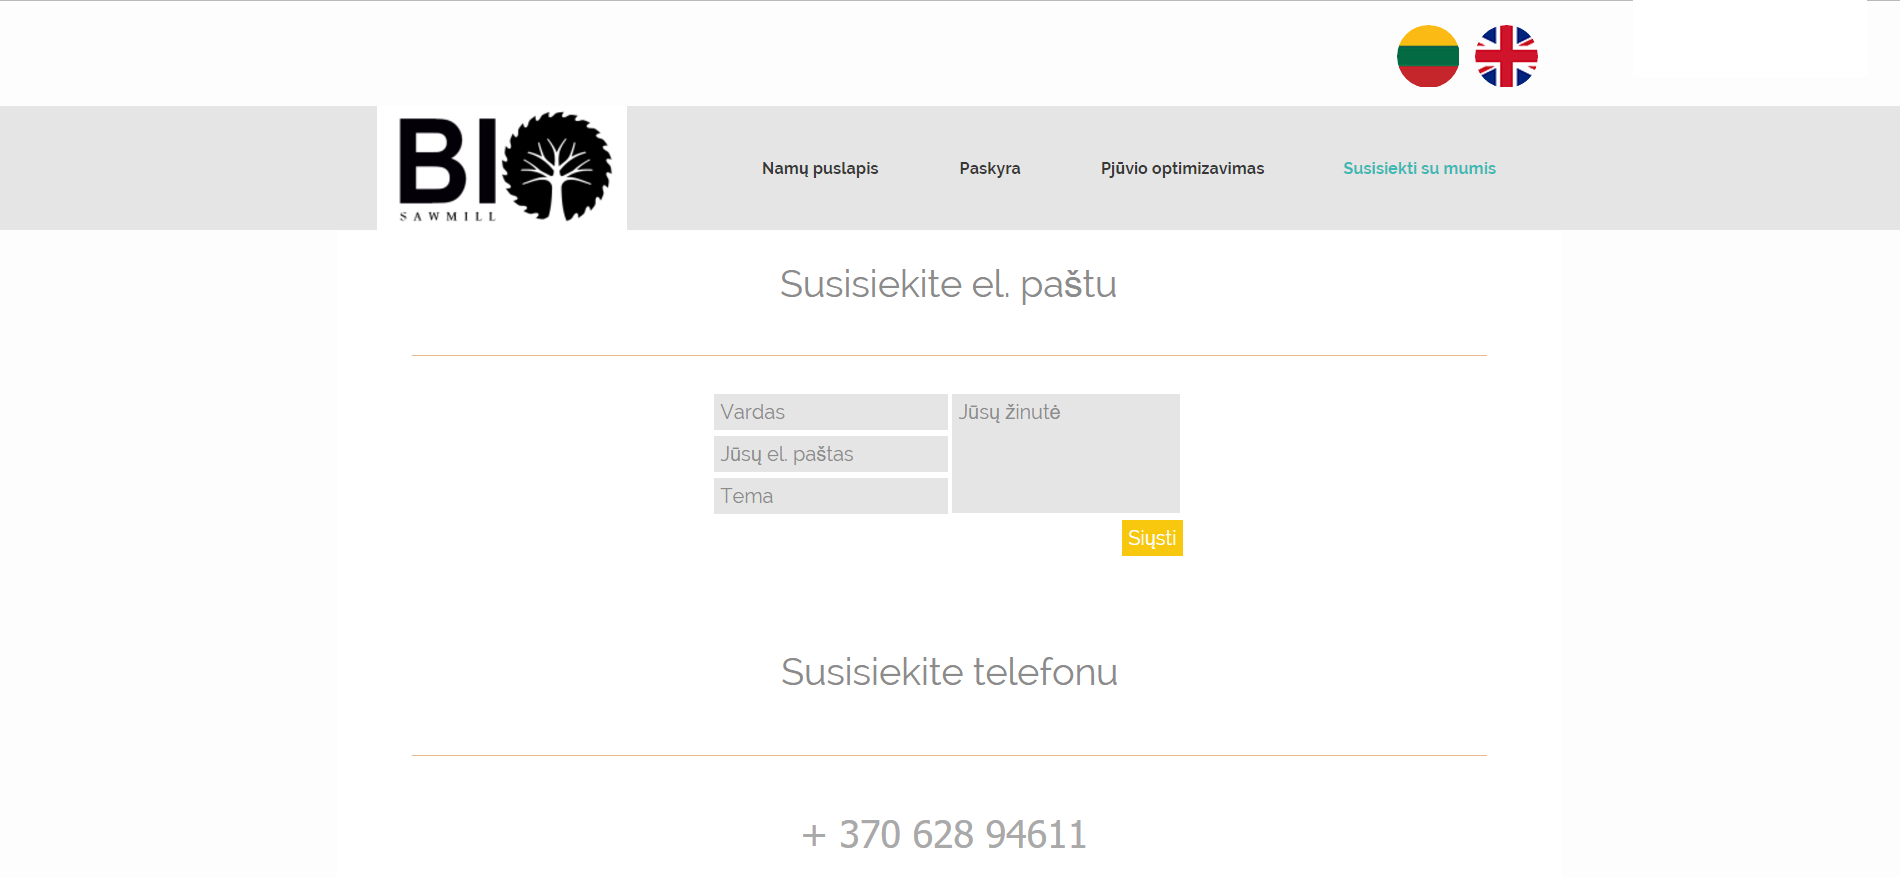 BIO
SAWMILL
Namų puslapis
Paskyra
Pjūvio optimizavimas
Susisiekti su mumis
Susisiekite el. paštu
Vardas
Jūsų žinutė
Jūsų el. paštas
Tema
Siųsti
Susisiekite telefonu
+ 370 628 94611